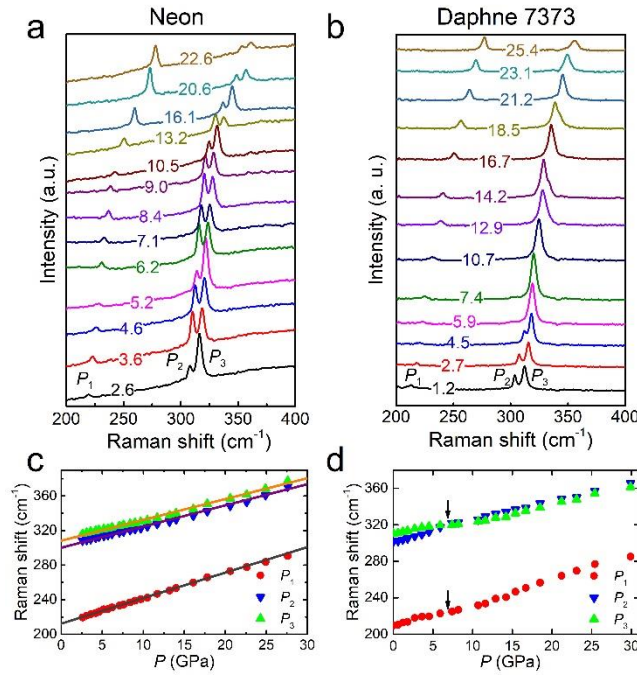 Neon
Daphne 7373
a
22.6
20.6
16.1
13.2
10.5
9.0
8.4
7.1
6.2
5.2
4.6
3.6
2.6
P1
P2
P3
Intensity (a. u.)
200 250 300 350 400
Raman shift (cm-1)
b
25.4
23.1
21.2
18.5
16.7
14.2
12.9
10.7
7.4
5.9
4.5
2.7
1.2
P1
P2
P3
Intensity (a. u.)
200 250 300 350 400
Raman shift (cm-1)
c
Raman shift (cm-1)
360
320
280
240
200
P1
P2
P3
0 5 10 15 20 25 30
P (GPa)
d
Raman shift (cm-1)
360
320
280
240
200
P1
P2
P3
0 5 10 15 20 25 30
P (GPa)